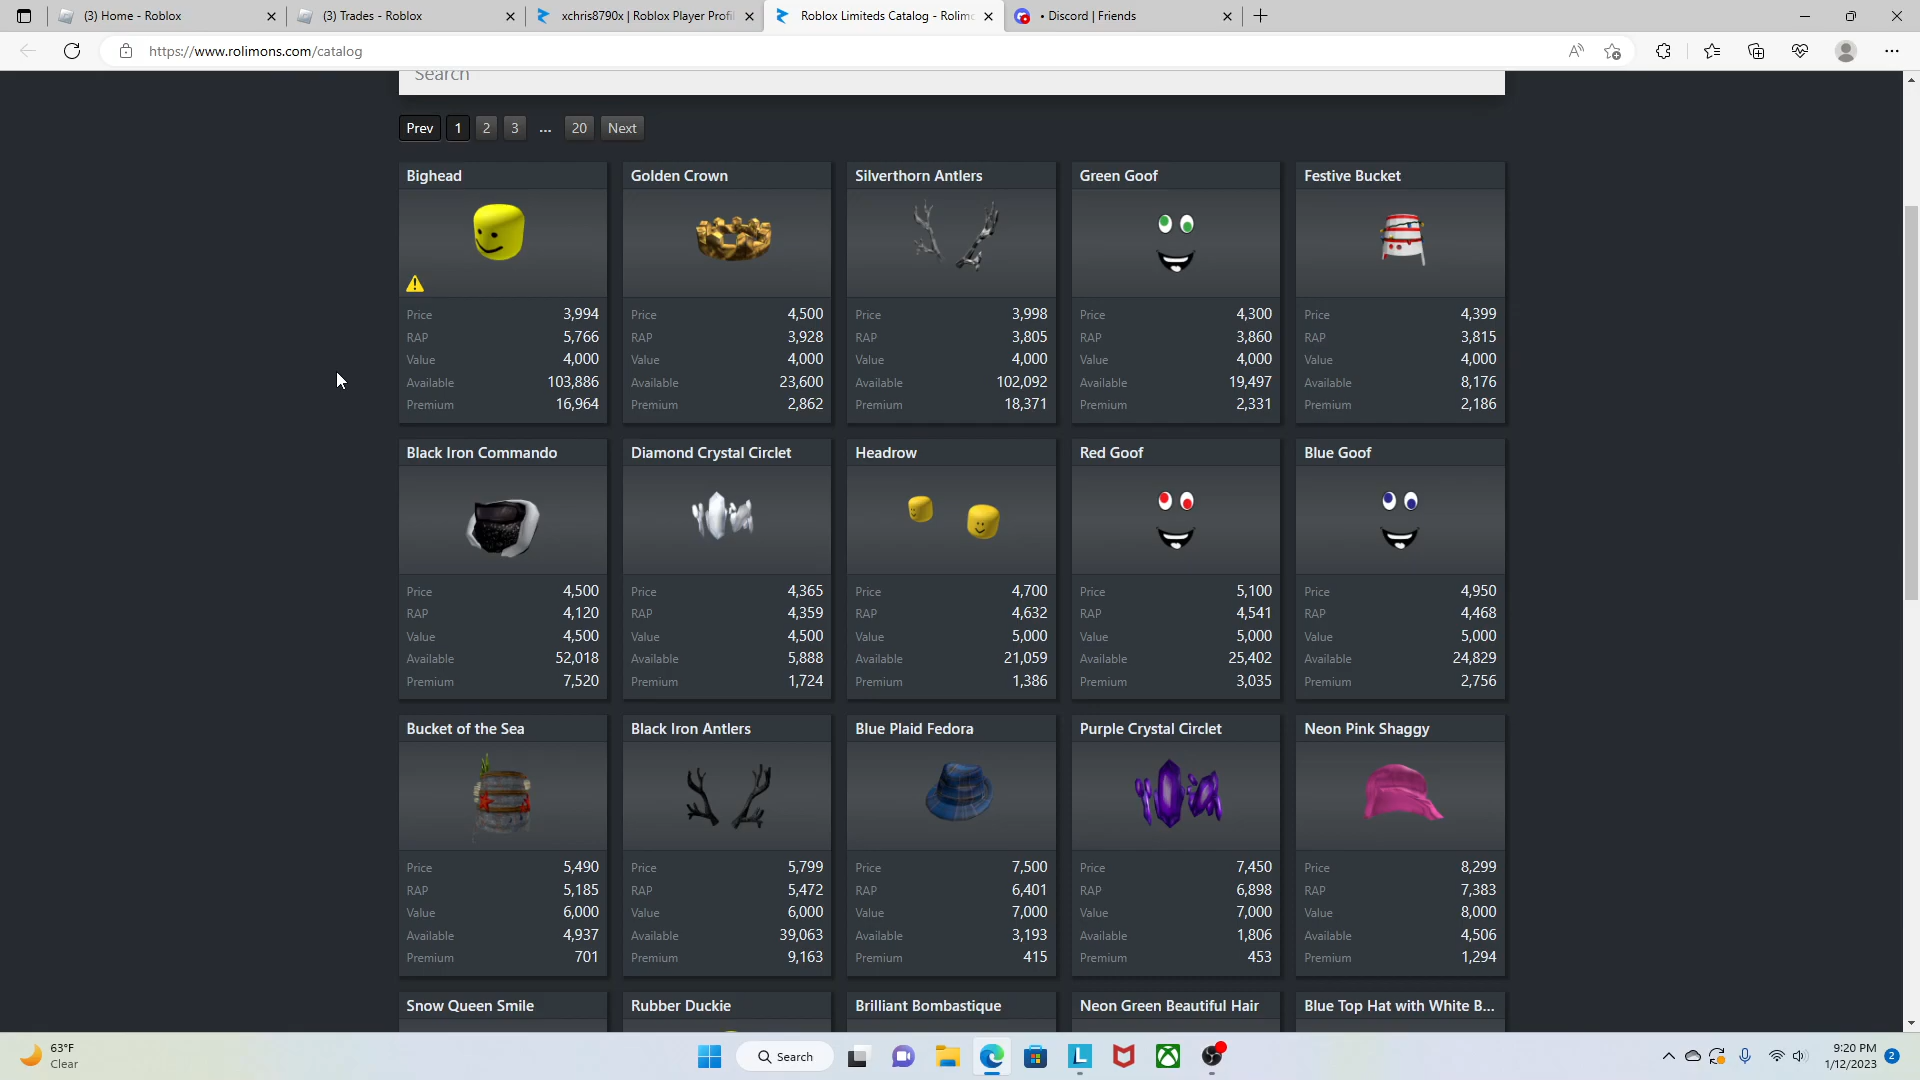 (3) Home - Roblox
(3) Trades - Roblox
xchris8790x | Roblox Player Profi
Roblox Limiteds Catalog - Rolim
• Discord | Friends
https://www.rolimons.com/catalog
Search
Prev 1 2 3 ... 20 Next
Bighead Golden Crown Silverthorn Antlers Green Goof Festive Bucket
Price 3,994 Price 4,500 Price 3,998 Price 4,300 Price 4,399
RAP 5,766 RAP 3,928 RAP 3,805 RAP 3,860 RAP 3,815
Value 4,000 Value 4,000 Value 4,000 Value 4,000 Value 4,000
Available 103,886 Available 23,600 Available 102,092 Available 19,497 Available 8,176
Premium 16,964 Premium 2,862 Premium 18,371 Premium 2,331 Premium 2,186
Black Iron Commando Diamond Crystal Circlet Headrow Red Goof Blue Goof
Price 4,500 Price 4,365 Price 4,700 Price 5,100 Price 4,950
RAP 4,120 RAP 4,359 RAP 4,632 RAP 4,541 RAP 4,468
Value 4,500 Value 4,500 Value 5,000 Value 5,000 Value 5,000
Available 52,018 Available 5,888 Available 21,059 Available 25,402 Available 24,829
Premium 7,520 Premium 1,724 Premium 1,386 Premium 3,035 Premium 2,756
Bucket of the Sea Black Iron Antlers Blue Plaid Fedora Purple Crystal Circlet Neon Pink Shaggy
Price 5,490 Price 5,799 Price 7,500 Price 7,450 Price 8,299
RAP 5,185 RAP 5,472 RAP 6,401 RAP 6,898 RAP 7,383
Value 6,000 Value 6,000 Value 7,000 Value 7,000 Value 8,000
Available 4,937 Available 39,063 Available 3,193 Available 1,806 Available 4,506
Premium 701 Premium 9,163 Premium 415 Premium 453 Premium 1,294
Snow Queen Smile Rubber Duckie Brilliant Bombastique Neon Green Beautiful Hair Blue Top Hat with White B...
63°F
Clear
Search
9:20 PM
1/12/2023
2